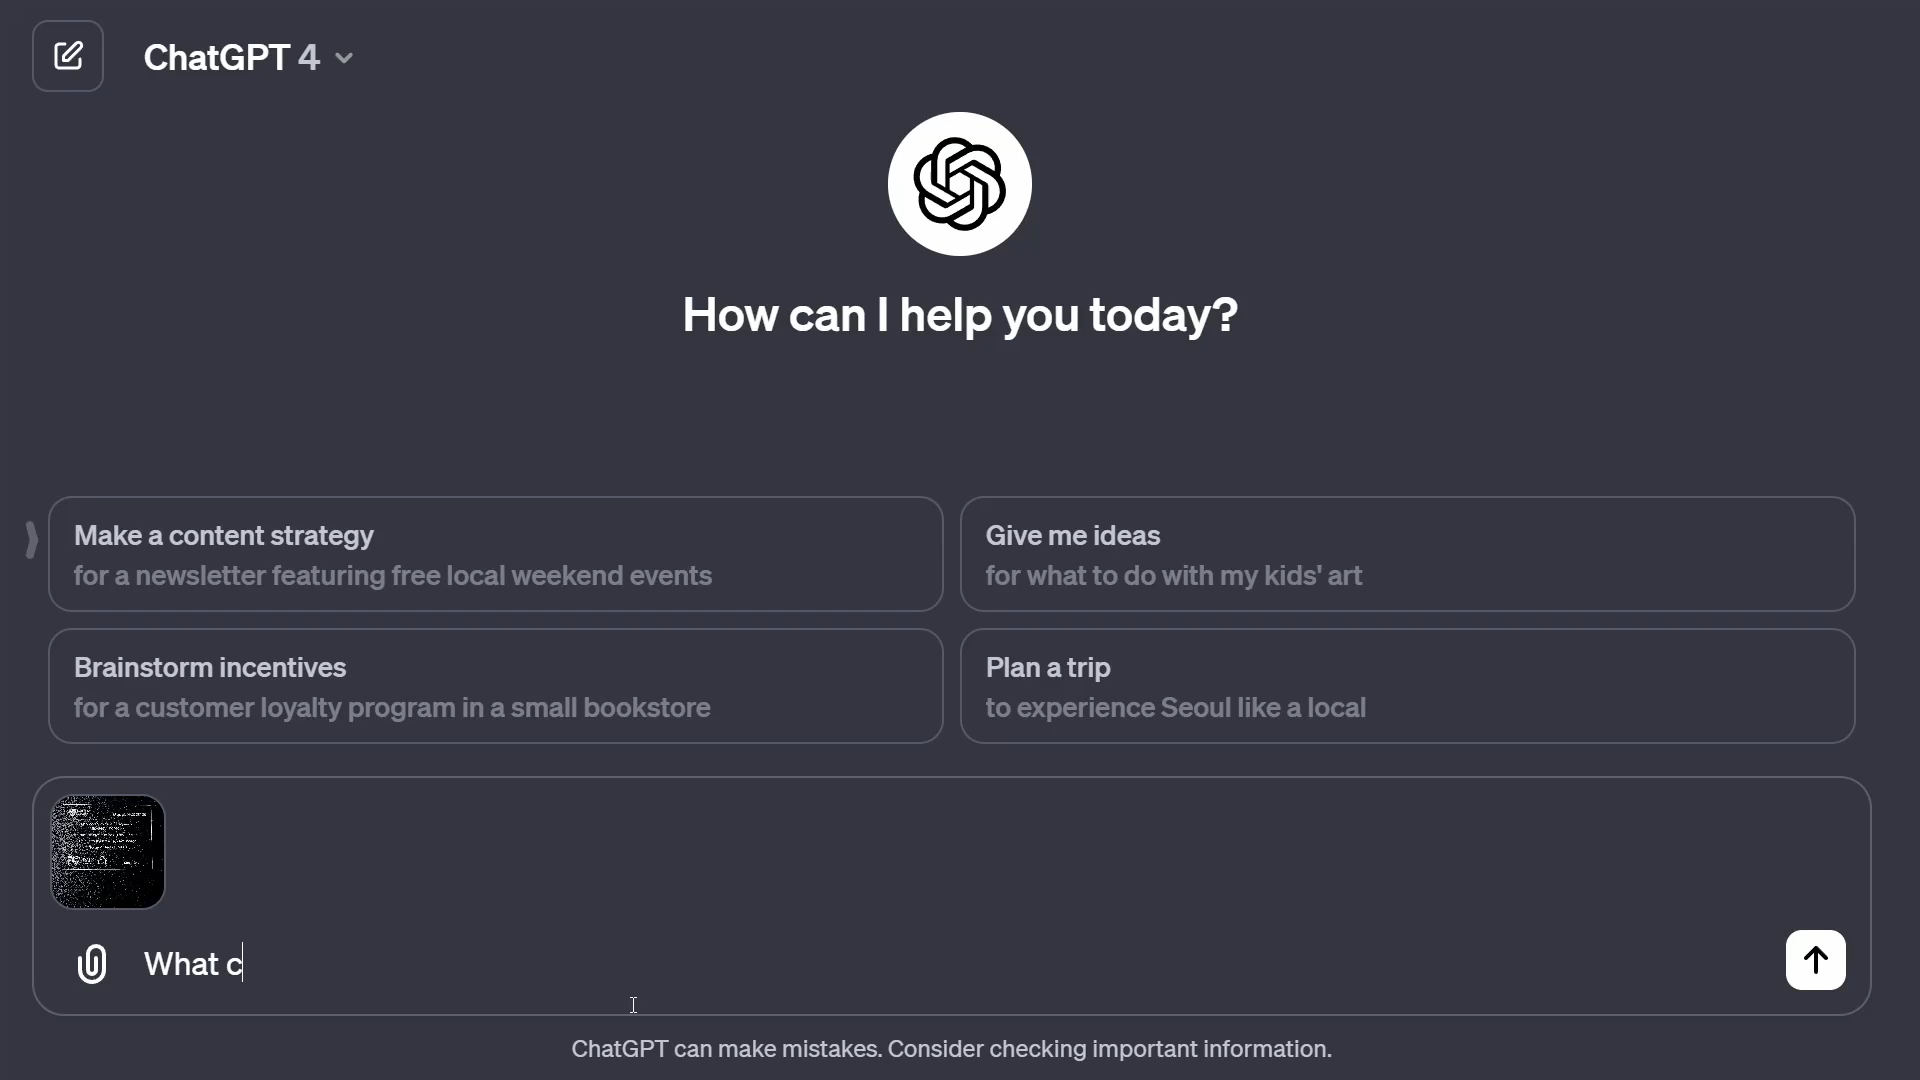 ChatGPT 4
How can I help you today?
Make a content strategy
for a newsletter featuring free local weekend events
Give me ideas
for what to do with my kids' art
Brainstorm incentives
for a customer loyalty program in a small bookstore
Plan a trip
to experience Seoul like a local
What c
ChatGPT can make mistakes. Consider checking important information.